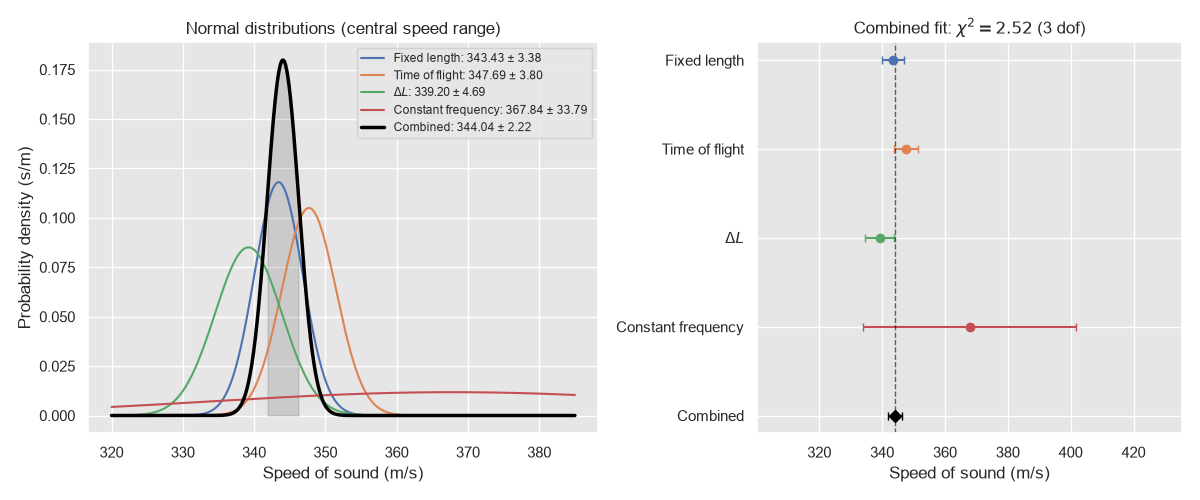 Normal distributions (central speed range)
Fixed length: 343.43 ± 3.38
Time of flight: 347.69 ± 3.80
ΔL: 339.20 ± 4.69
Constant frequency: 367.84 ± 33.79
Combined: 344.04 ± 2.22
Probability density (s/m)
0.175
0.150
0.125
0.100
0.075
0.050
0.025
0.000
320 330 340 350 360 370 380
Speed of sound (m/s)
Combined fit: χ² = 2.52 (3 dof)
Fixed length
Time of flight
ΔL
Constant frequency
Combined
320 340 360 380 400 420
Speed of sound (m/s)